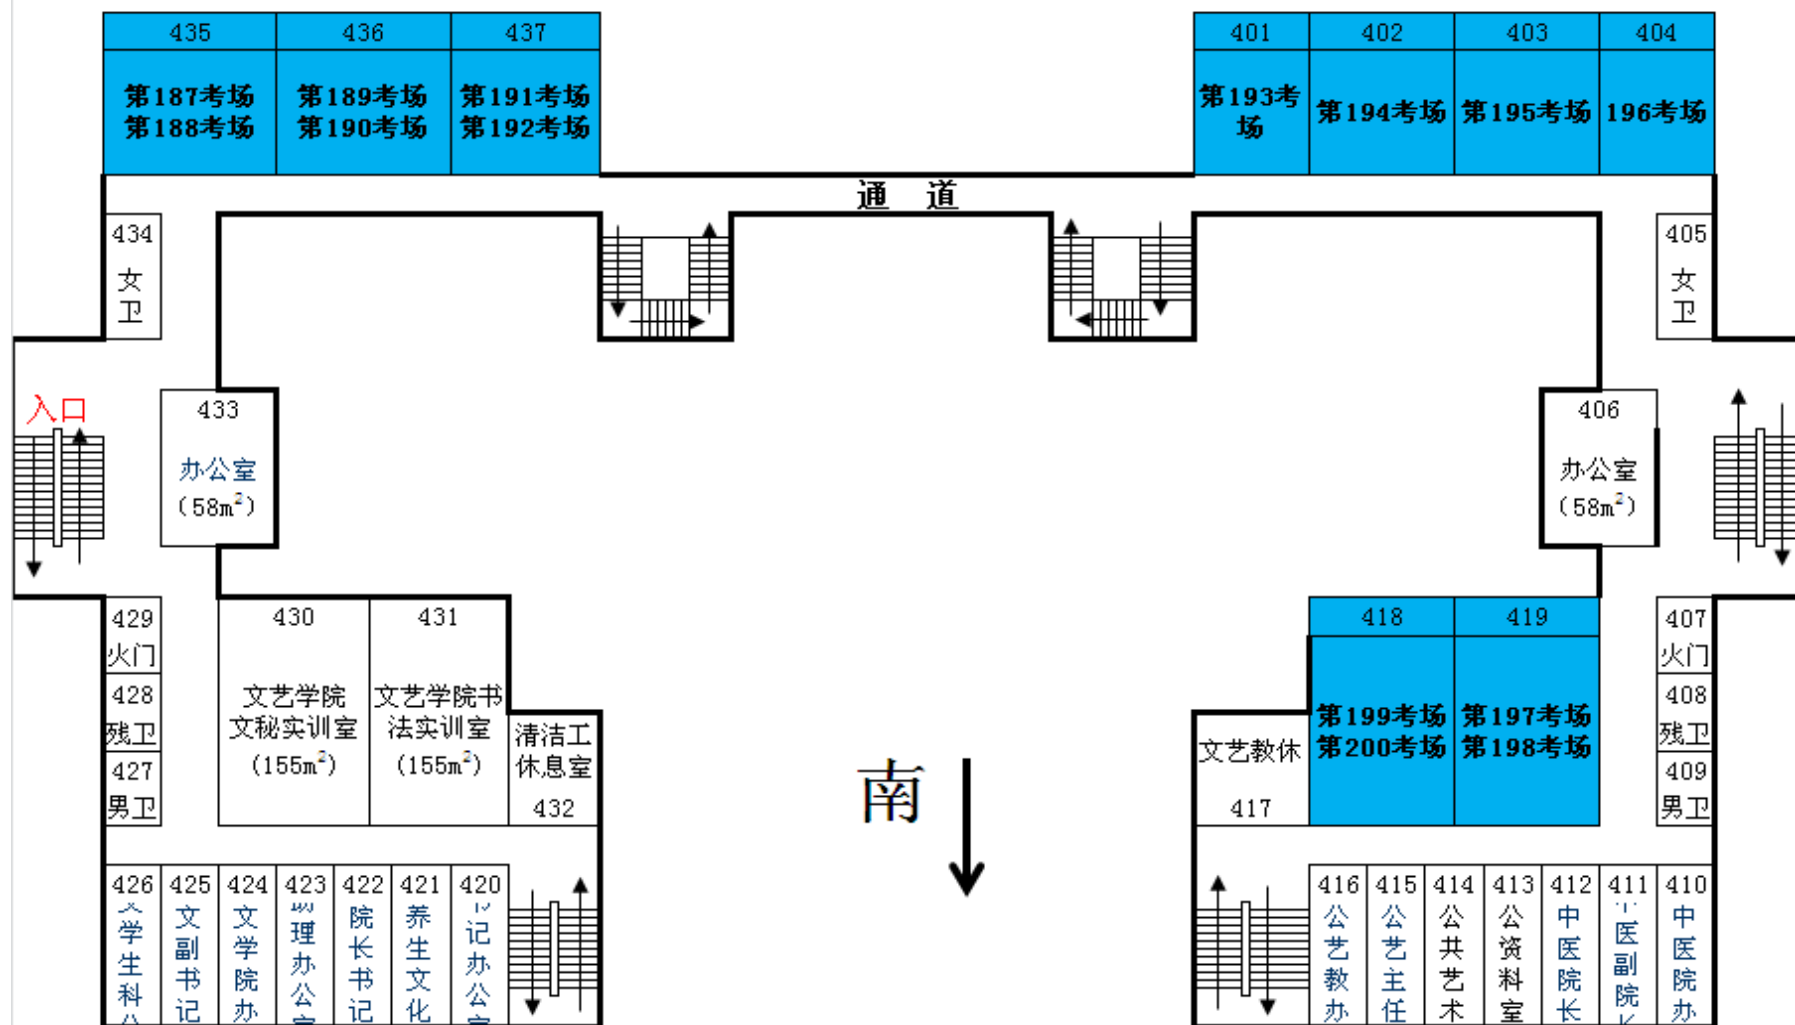 435 436 437
第187考场 第189考场 第191考场
第188考场 第190考场 第192考场
401 402 403 404
第193考
场
第194考场 第195考场 196考场
通 道
434
女
卫
405
女
卫
入口
433
办公室
(58m²)
406
办公室
(58m²)
429
火门
428
残卫
427
男卫
430
文艺学院
文秘实训室
(155m²)
431
文艺学院书
法实训室
(155m²)
清洁工
休息室
432
南
文艺教休
417
418 419
第199考场 第197考场
第200考场 第198考场
407
火门
408
残卫
409
男卫
426
学
生
科
425
文
副
书
记
424
文
学
院
办
423
理
办
公
422
院
长
书
记
421
养
生
文
化
420
记
办
公
416
公
艺
教
办
415
公
艺
主
任
414
公
共
艺
术
413
公
资
料
室
412
中
医
院
长
411
医
副
院
410
中
医
院
办